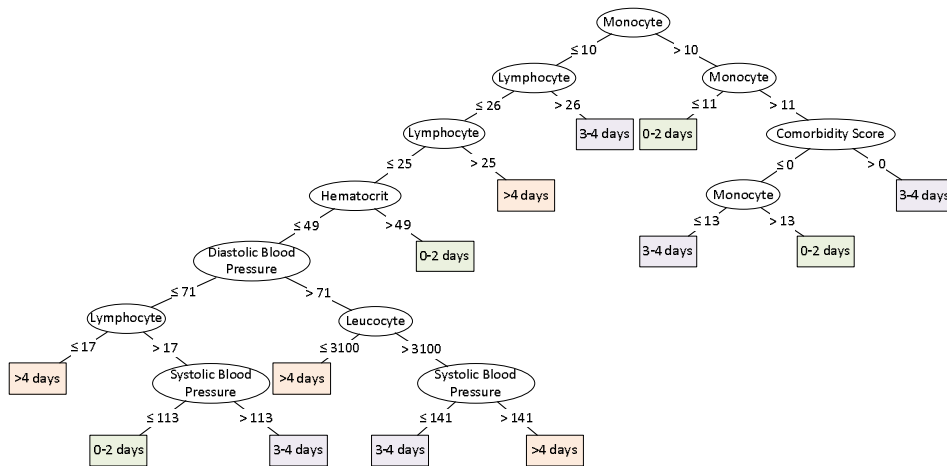 Monocyte
≤ 10
> 10
Lymphocyte
Monocyte
≤ 26
> 26
≤ 11
> 11
Lymphocyte
3-4 days
0-2 days
Comorbidity Score
≤ 25
> 25
≤ 0
> 0
Hematocrit
>4 days
Monocyte
3-4 days
≤ 49
> 49
≤ 13
> 13
Diastolic Blood
Pressure
0-2 days
3-4 days
0-2 days
≤ 71
> 71
Lymphocyte
Leucocyte
≤ 17
> 17
≤ 3100
> 3100
>4 days
Systolic Blood
Pressure
>4 days
Systolic Blood
Pressure
≤ 113
> 113
≤ 141
> 141
0-2 days
3-4 days
3-4 days
>4 days